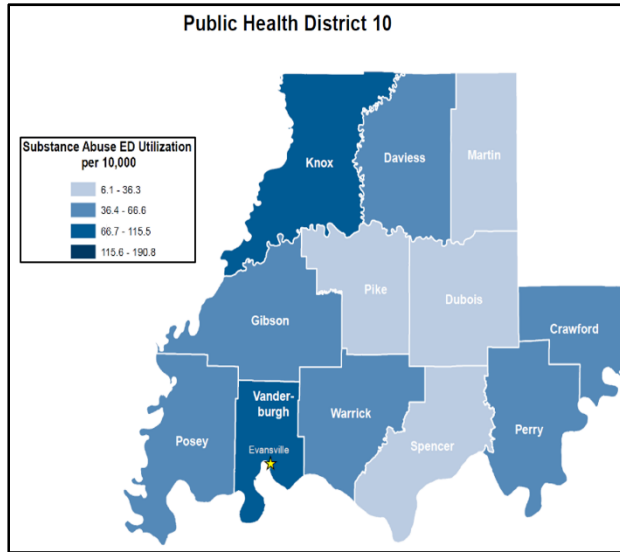 Public Health District 10
Substance Abuse ED Utilization
per 10,000
6.1 - 36.3
36.4 - 66.6
66.7 - 115.5
115.6 - 190.8
Knox
Daviess
Martin
Gibson
Pike
Dubois
Crawford
Posey
Vander-
burgh
Evansville
Warrick
Spencer
Perry